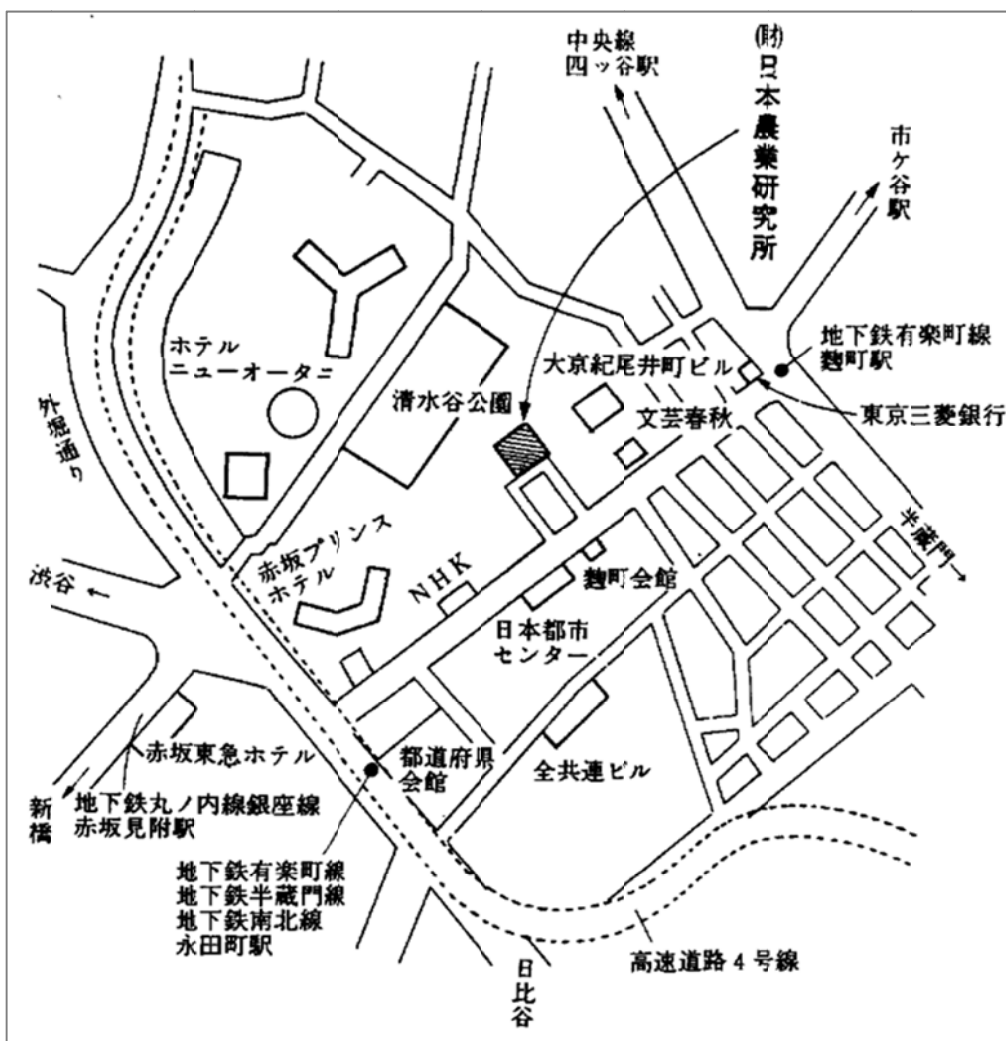 中央線
四ッ谷駅
(財)日本農業研究所
市ケ谷駅
地下鉄有楽町線
麹町駅
大京紀尾井町ビル
ホテル
ニューオータニ
清水谷公園
文芸春秋
東京三菱銀行
外堀通り
半蔵門→
赤坂プリンス
ホテル
NHK
渋谷←
麹町会館
日本都市
センター
赤坂東急ホテル
都道府県
会館
全共連ビル
新橋
地下鉄丸ノ内線銀座線
赤坂見附駅
地下鉄有楽町線
地下鉄半蔵門線
地下鉄南北線
永田町駅
高速道路4号線
日比谷